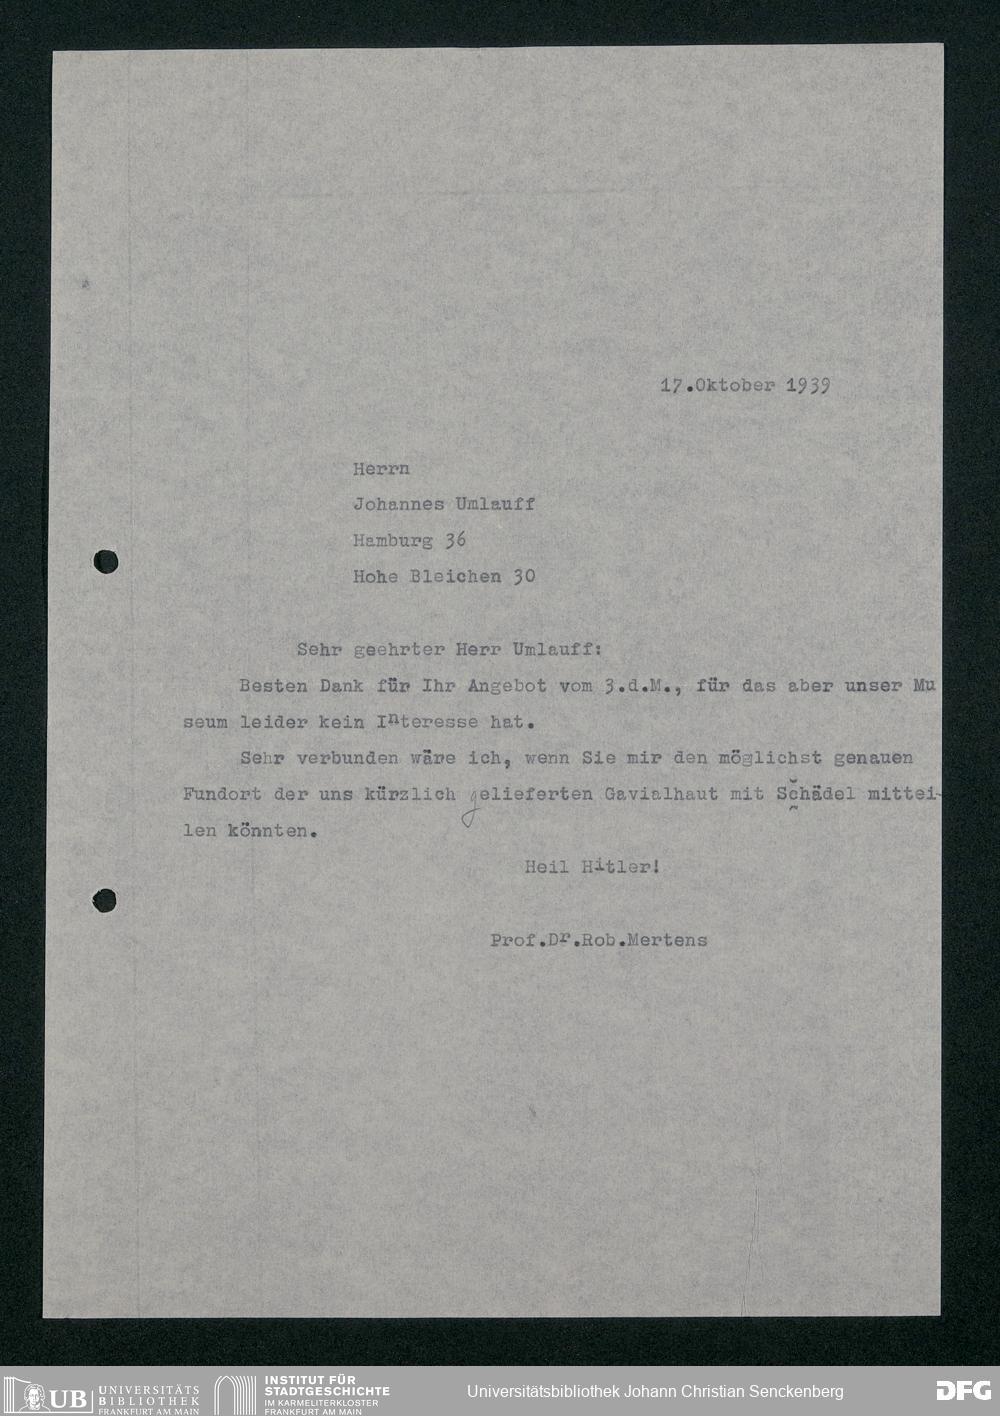 17.Oktober 1939
Herrn
Johannes Umlauff
Hamburg 36
Hohe Bleichen 30
Sehr geehrter Herr Umlauff:
Besten Dank für Ihr Angebot vom 3.d.M., für das aber unser Mu
seum leider kein Interesse hat.
Sehr verbunden wäre ich, wenn Sie mir den möglichst genauen
Fundort der uns kürzlich gelieferten Gavialhaut mit Schädel mittei-
len könnten.
Heil Hitler!
Prof.Dr.Rob.Mertens
UB UNIVERSITÄTS
BIBLIOTHEK
FRANKFURT AM MAIN
INSTITUT FÜR
STADTGESCHICHTE
IM KARMELITERKLOSTER
FRANKFURT AM MAIN
Universitätsbibliothek Johann Christian Senckenberg
DFG